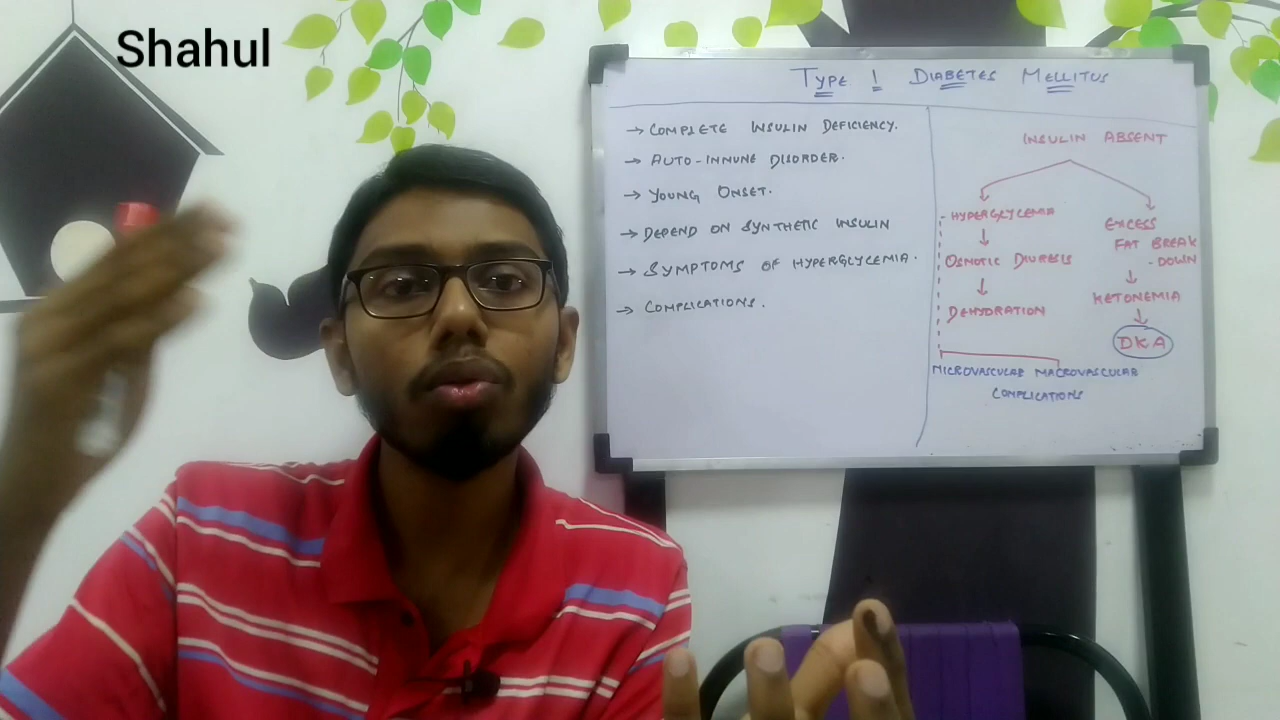 Shahul
TYPE 1 DIABETES MELLITUS
→ COMPLETE INSULIN DEFICIENCY.
→ AUTO-INNUNE DISORDER.
→ YOUNG ONSET.
→ DEPEND ON SYNTHETIC INSULIN
→ SYMPTOMS OF HYPERGLYCEMIA.
→ COMPLICATIONS.
INSULIN ABSENT
- HYPERGLYCEMIA
↓
OSMOTIC DIURESIS
↓
DEHYDRATION
EXCESS
FAT BREAK
- DOWN
↓
KETONEMIA
↓
DKA
MICROVASCULAR MACROVASCULAR
COMPLICATIONS